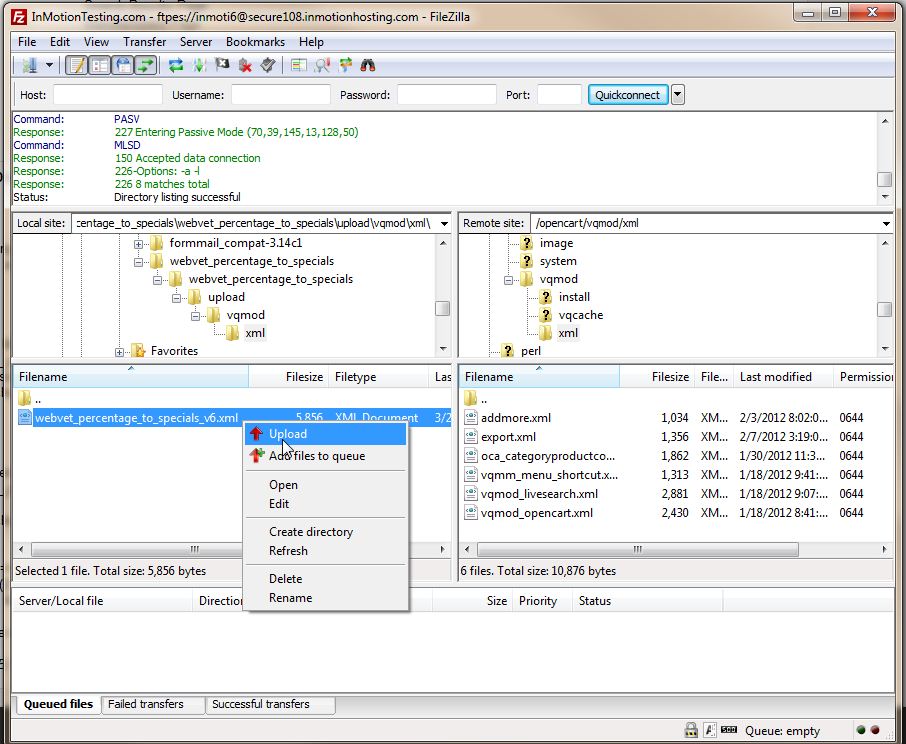 InMotionTesting.com - ftpes://inmoti6@secure108.inmotionhosting.com - FileZilla
File Edit View Transfer Server Bookmarks Help
Host: Username: Password: Port: Quickconnect
Command: PASV
Response: 227 Entering Passive Mode (70,39,145,13,128,50)
Command: MLSD
Response: 150 Accepted data connection
Response: 226-Options: -a -l
Response: 226 8 matches total
Status: Directory listing successful
Local site: :centage_to_specials\webvet_percentage_to_specials\upload\vqmod\xml\
formmail_compat-3.14c1
webvet_percentage_to_specials
webvet_percentage_to_specials
upload
vqmod
xml
Favorites
Remote site: /opencart/vqmod/xml
image
system
vqmod
install
vqcache
xml
perl
Filename Filesize Filetype Las
..
webvet_percentage_to_specials_v6.xml 5,856 XML Document 3/2
Upload
Add files to queue
Open
Edit
Create directory
Refresh
Delete
Rename
Selected 1 file. Total size: 5,856 bytes
Filename Filesize File... Last modified Permission
..
addmore.xml 1,034 XM... 2/3/2012 8:02:0... 0644
export.xml 1,356 XM... 2/7/2012 3:19:0... 0644
oca_categoryproductco... 1,862 XM... 1/30/2012 11:3... 0644
vqmm_menu_shortcut.x... 1,313 XM... 1/18/2012 9:41:... 0644
vqmod_livesearch.xml 2,881 XM... 1/18/2012 9:07:... 0644
vqmod_opencart.xml 2,430 XM... 1/18/2012 8:41:... 0644
6 files. Total size: 10,876 bytes
Server/Local file Direction Size Priority Status
Queued files Failed transfers Successful transfers
Queue: empty